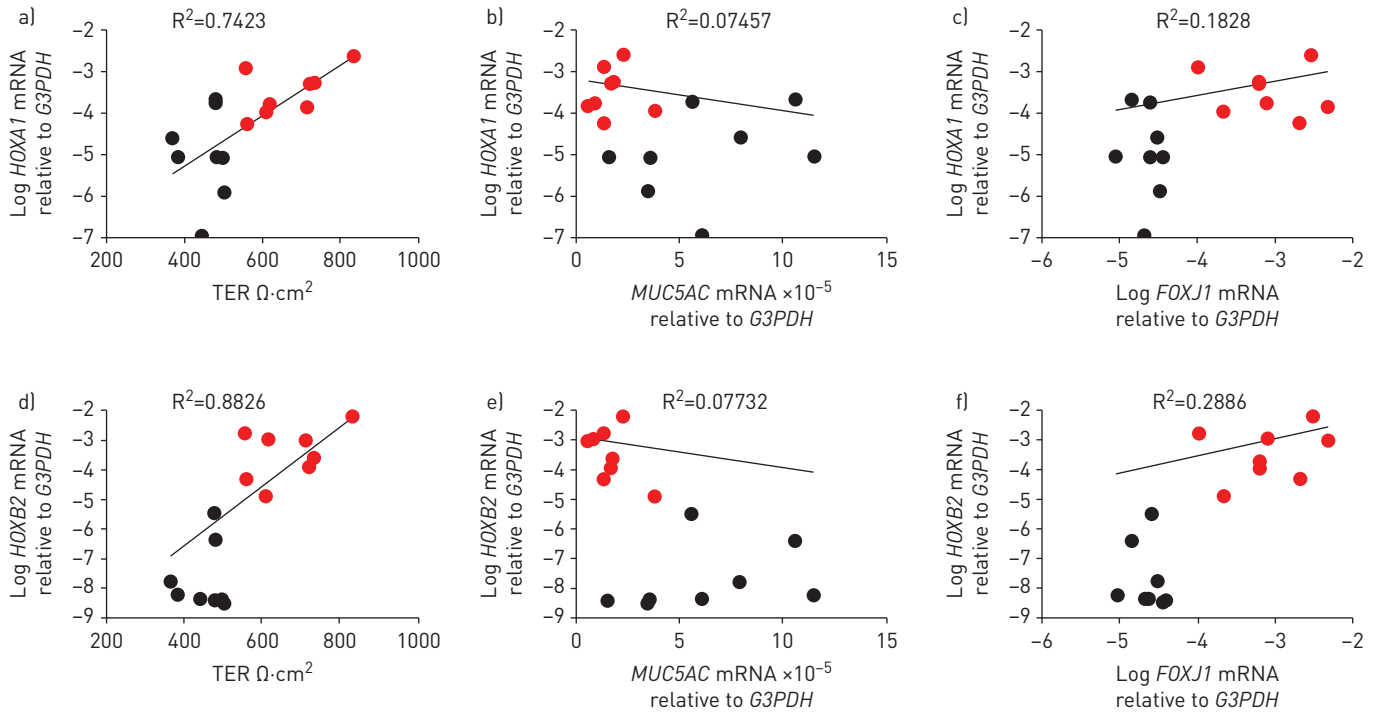 a)
R²=0.7423
Log HOXA1 mRNA
relative to G3PDH
−2
−3
−4
−5
−6
−7
200
400
600
800
1000
TER Ω·cm²
b)
R²=0.07457
Log HOXA1 mRNA
relative to G3PDH
−2
−3
−4
−5
−6
−7
0
5
10
15
MUC5AC mRNA ×10⁻⁵
relative to G3PDH
c)
R²=0.1828
Log HOXA1 mRNA
relative to G3PDH
−2
−3
−4
−5
−6
−7
−6
−5
−4
−3
−2
Log FOXJ1 mRNA
relative to G3PDH
d)
R²=0.8826
Log HOXB2 mRNA
relative to G3PDH
−2
−3
−4
−5
−6
−7
−8
−9
200
400
600
800
1000
TER Ω·cm²
e)
R²=0.07732
Log HOXB2 mRNA
relative to G3PDH
−2
−3
−4
−5
−6
−7
−8
−9
0
5
10
15
MUC5AC mRNA ×10⁻⁵
relative to G3PDH
f)
R²=0.2886
Log HOXB2 mRNA
relative to G3PDH
−2
−3
−4
−5
−6
−7
−8
−9
−6
−5
−4
−3
−2
Log FOXJ1 mRNA
relative to G3PDH